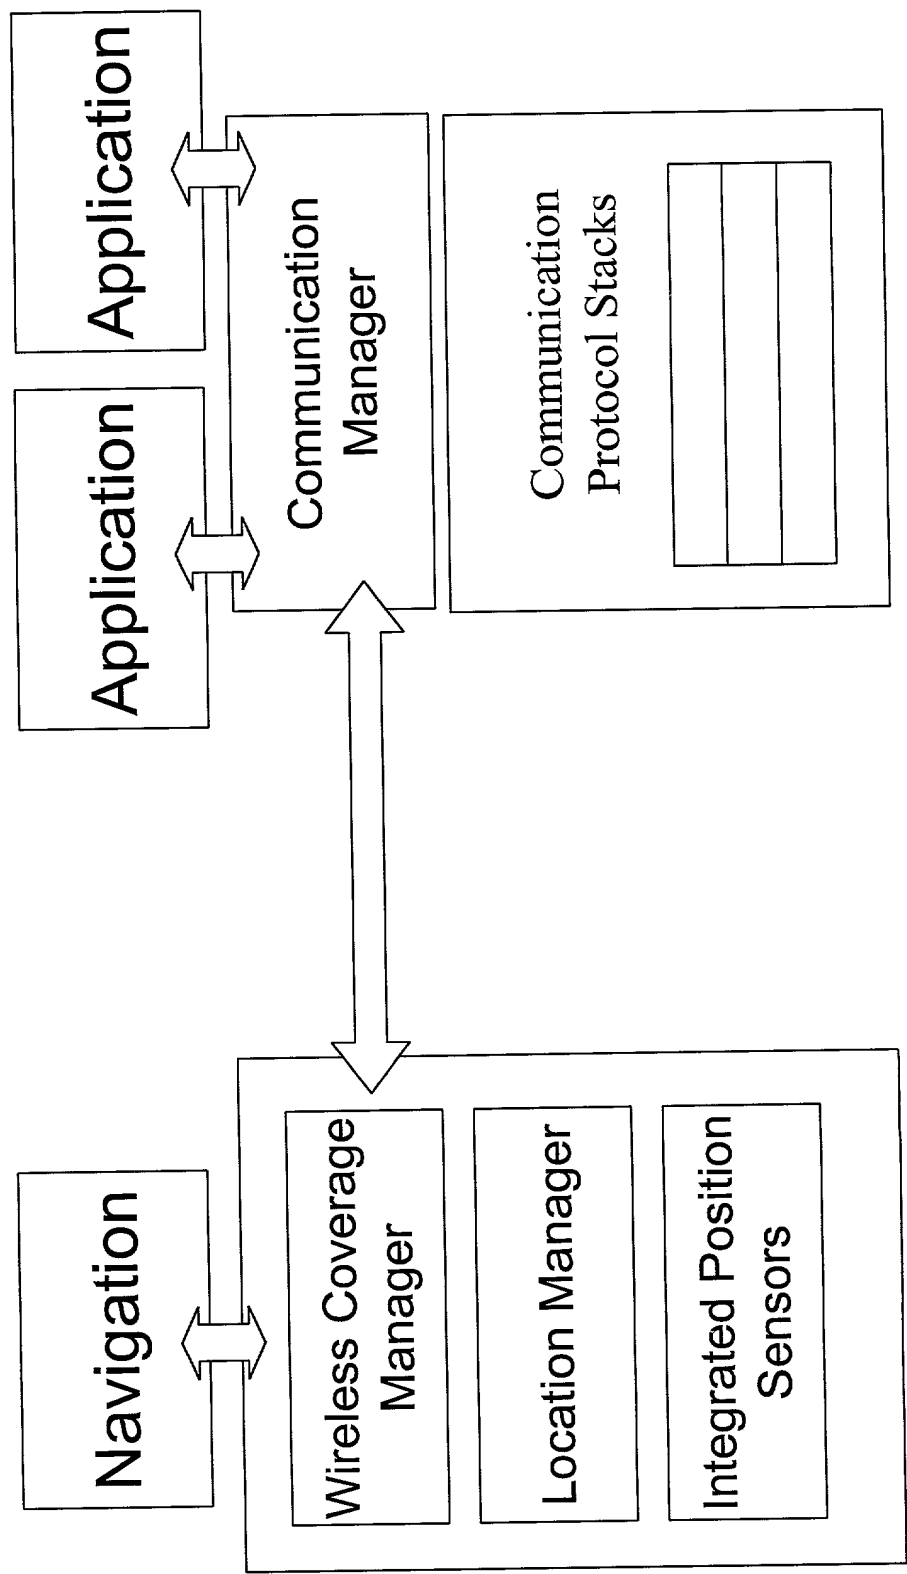 Navigation
Application
Application
Wireless Coverage
Manager
Location Manager
Integrated Position
Sensors
Communication
Manager
Communication
Protocol Stacks